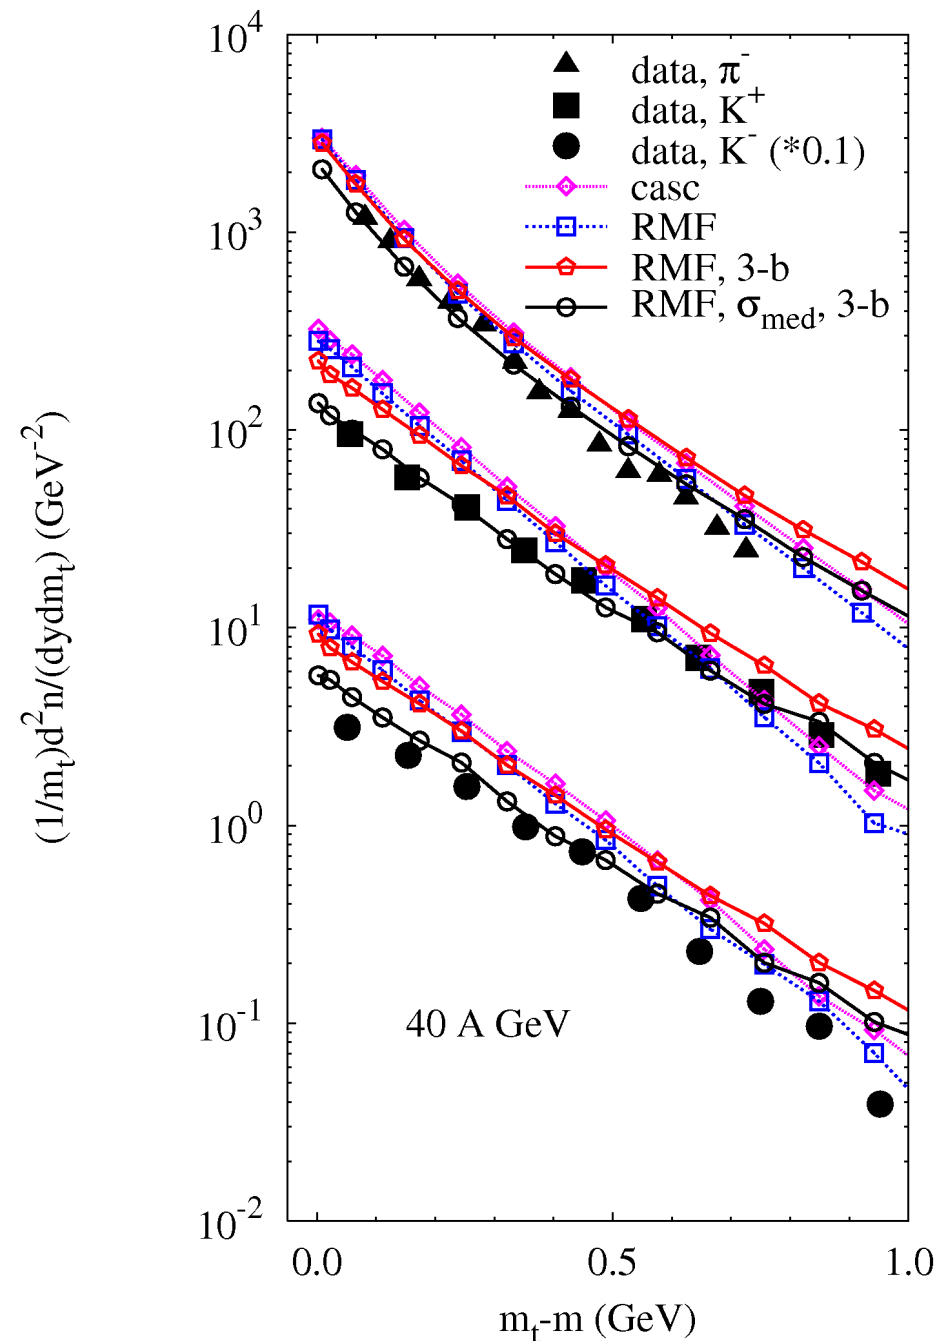 10^4
10^3
10^2
10^1
10^0
10^-1
10^-2
(1/m_t)d^2n/(dydm_t) (GeV^-2)
data, π^-
data, K^+
data, K^- (*0.1)
casc
RMF
RMF, 3-b
RMF, σ_med, 3-b
40 A GeV
0.0 0.5 1.0
m_t-m (GeV)